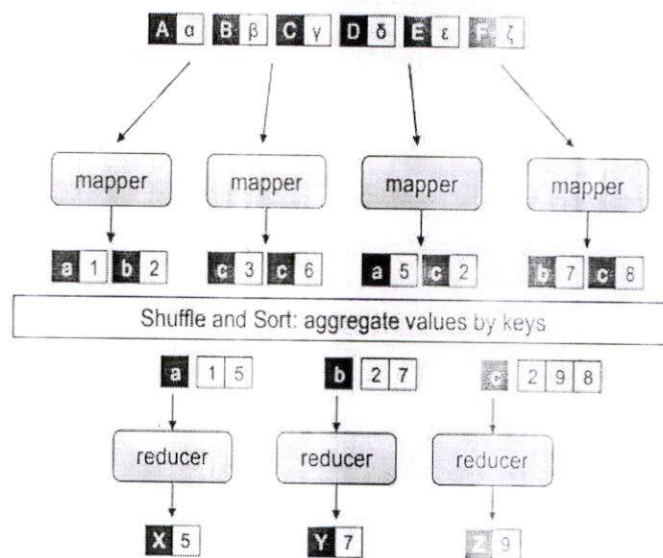 A α B β C γ D δ E ε F ζ
mapper mapper mapper mapper
a 1 b 2 c 3 c 6 a 5 c 2 b 7 c 8
Shuffle and Sort: aggregate values by keys
a 1 5 b 2 7 c 2 9 8
reducer reducer reducer
X 5 Y 7 Z 9